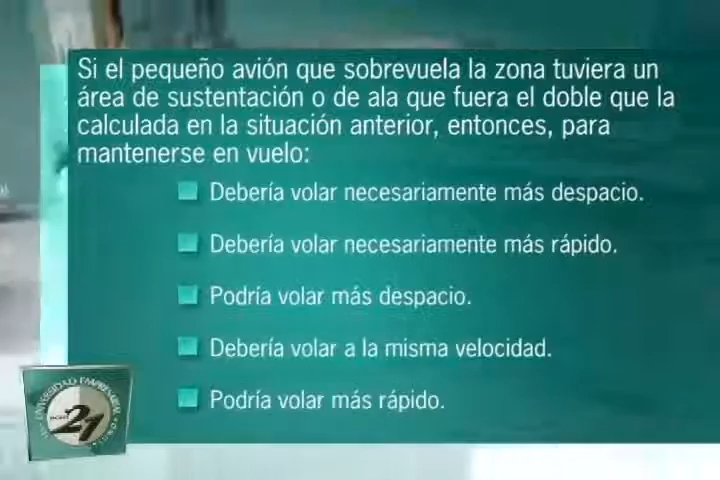 Si el pequeño avión que sobrevuela la zona tuviera un
área de sustentación o de ala que fuera el doble que la
calculada en la situación anterior, entonces, para
mantenerse en vuelo:
Debería volar necesariamente más despacio.
Debería volar necesariamente más rápido.
Podría volar más despacio.
Debería volar a la misma velocidad.
Podría volar más rápido.
UNIVERSIDAD EMPRESARIAL
21